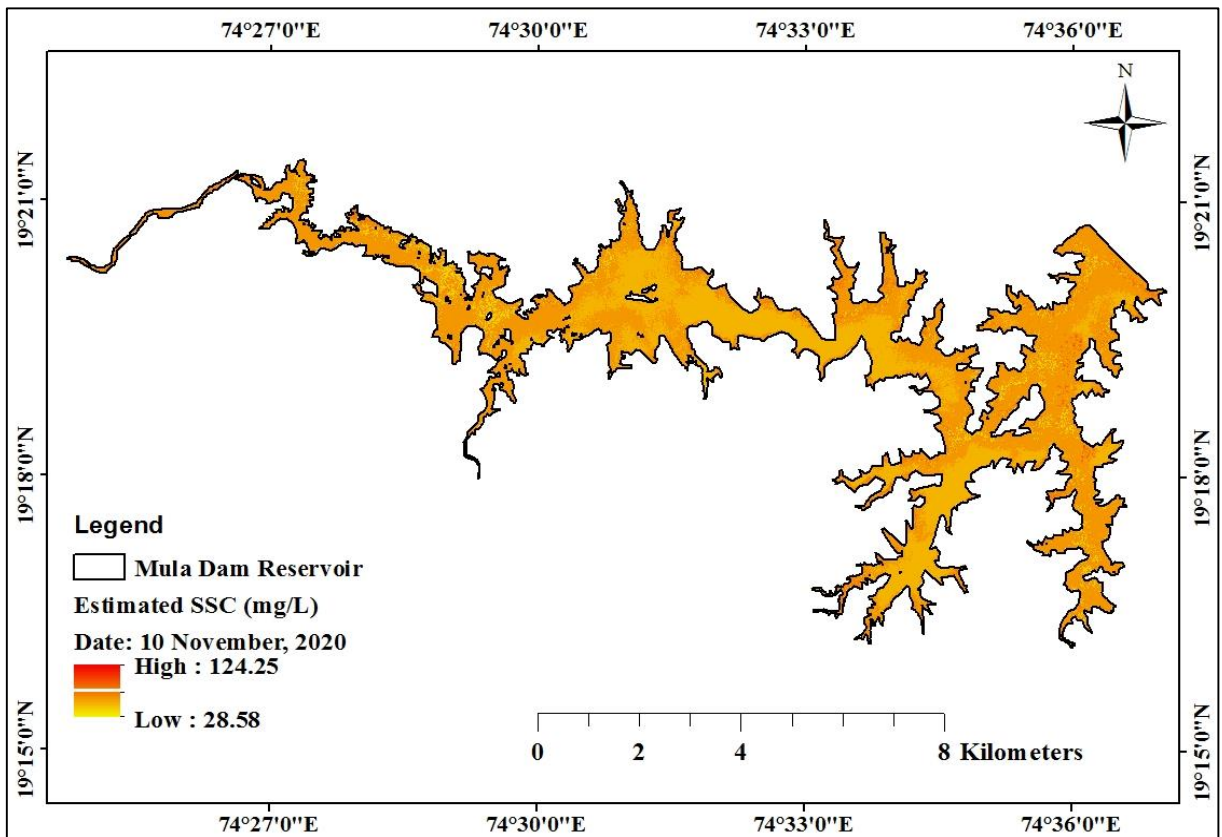 74°27'0"E 74°30'0"E 74°33'0"E 74°36'0"E
N
19°21'0"N 19°21'0"N
19°18'0"N 19°18'0"N
Legend
Mula Dam Reservoir
Estimated SSC (mg/L)
Date: 10 November, 2020
High : 124.25
Low : 28.58
0 2 4 8 Kilometers
19°15'0"N 19°15'0"N
74°27'0"E 74°30'0"E 74°33'0"E 74°36'0"E